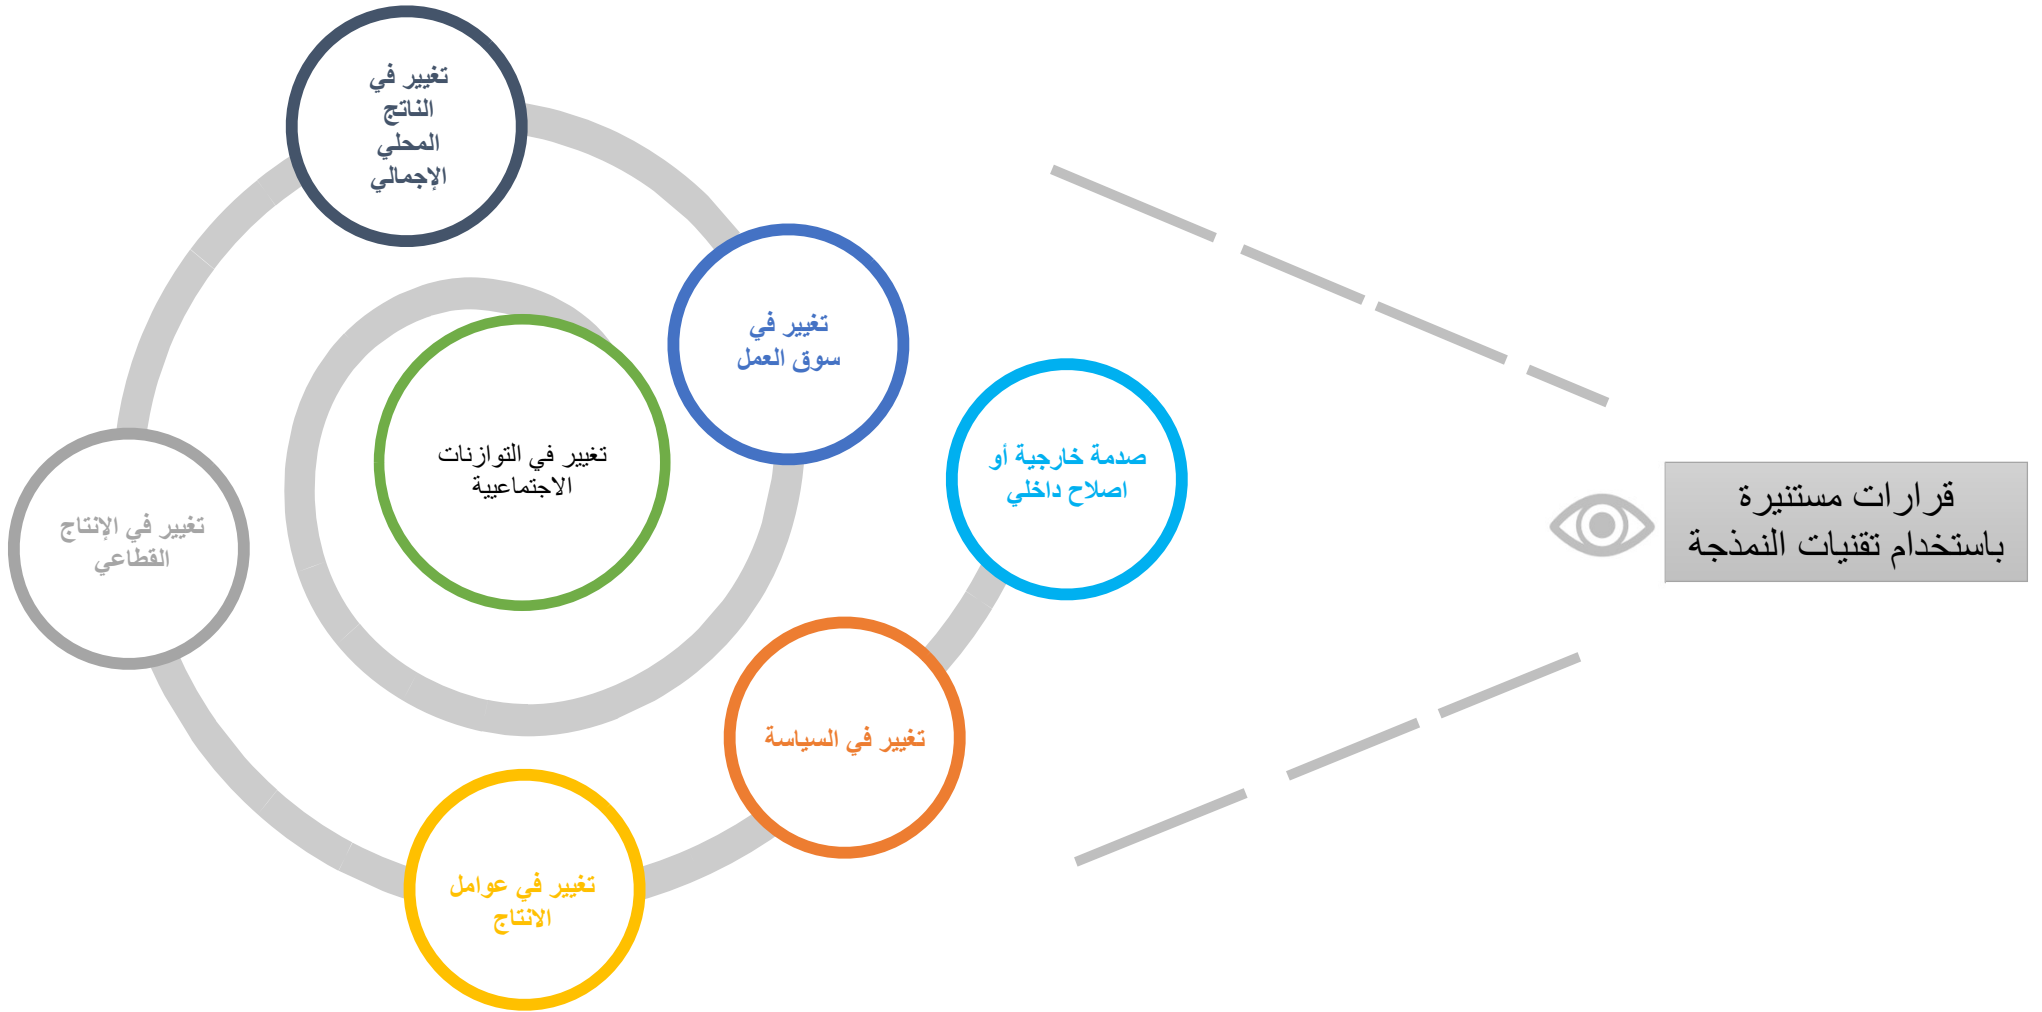 تغيير في
الناتج
المحلي
الإجمالي
تغيير في
سوق العمل
صدمة خارجية أو
اصلاح داخلي
تغيير في التوازنات
الاجتماعيية
قرارات مستنيرة
باستخدام تقنيات النمذجة
تغيير في الإنتاج
القطاعي
تغيير في السياسة
تغيير في عوامل
الانتاج